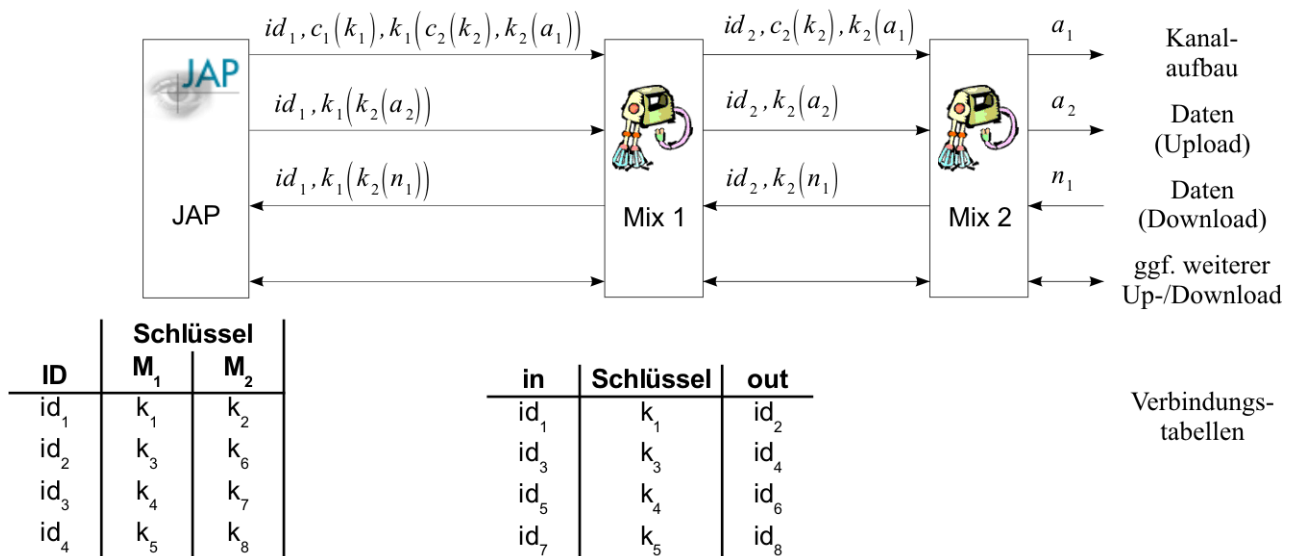 id₁, c₁(k₁), k₁(c₂(k₂), k₂(a₁))
id₂, c₂(k₂), k₂(a₁)
a₁
Kanal-
aufbau
JAP
id₁, k₁(k₂(a₂))
id₂, k₂(a₂)
a₂
Daten
(Upload)
id₁, k₁(k₂(n₁))
id₂, k₂(n₁)
n₁
Daten
(Download)
JAP
Mix 1
Mix 2
ggf. weiterer
Up-/Download
Schlüssel
ID M₁ M₂
id₁ k₁ k₂
id₂ k₃ k₆
id₃ k₄ k₇
id₄ k₅ k₈
in Schlüssel out
id₁ k₁ id₂
id₃ k₃ id₄
id₅ k₄ id₆
id₇ k₅ id₈
Verbindungs-
tabellen